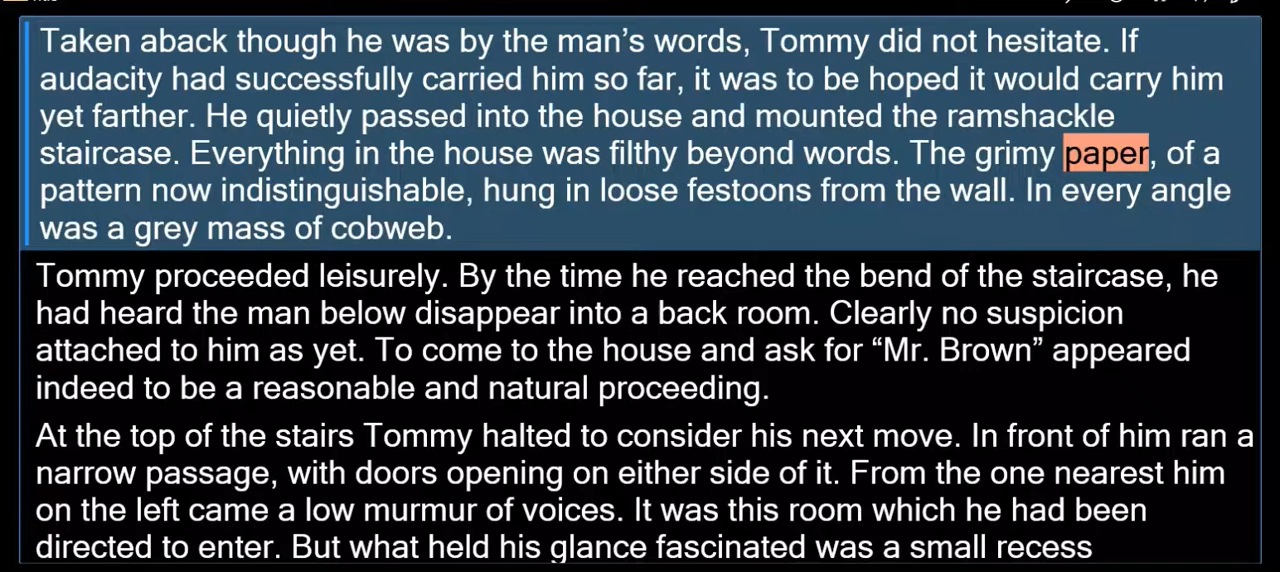 Taken aback though he was by the man’s words, Tommy did not hesitate. If
audacity had successfully carried him so far, it was to be hoped it would carry him
yet farther. He quietly passed into the house and mounted the ramshackle
staircase. Everything in the house was filthy beyond words. The grimy paper, of a
pattern now indistinguishable, hung in loose festoons from the wall. In every angle
was a grey mass of cobweb.
Tommy proceeded leisurely. By the time he reached the bend of the staircase, he
had heard the man below disappear into a back room. Clearly no suspicion
attached to him as yet. To come to the house and ask for “Mr. Brown” appeared
indeed to be a reasonable and natural proceeding.
At the top of the stairs Tommy halted to consider his next move. In front of him ran a
narrow passage, with doors opening on either side of it. From the one nearest him
on the left came a low murmur of voices. It was this room which he had been
directed to enter. But what held his glance fascinated was a small recess